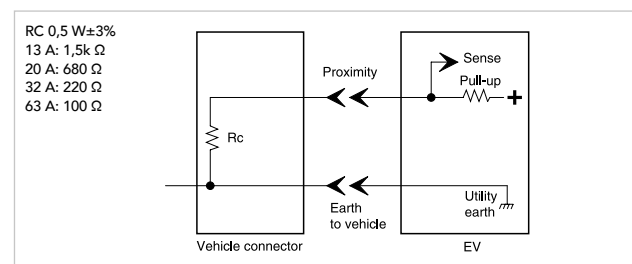 RC 0,5 W±3%
13 A: 1,5k Ω
20 A: 680 Ω
32 A: 220 Ω
63 A: 100 Ω
Sense
Proximity
Pull-up
+
Rc
Earth
to vehicle
Utility
earth
Vehicle connector
EV